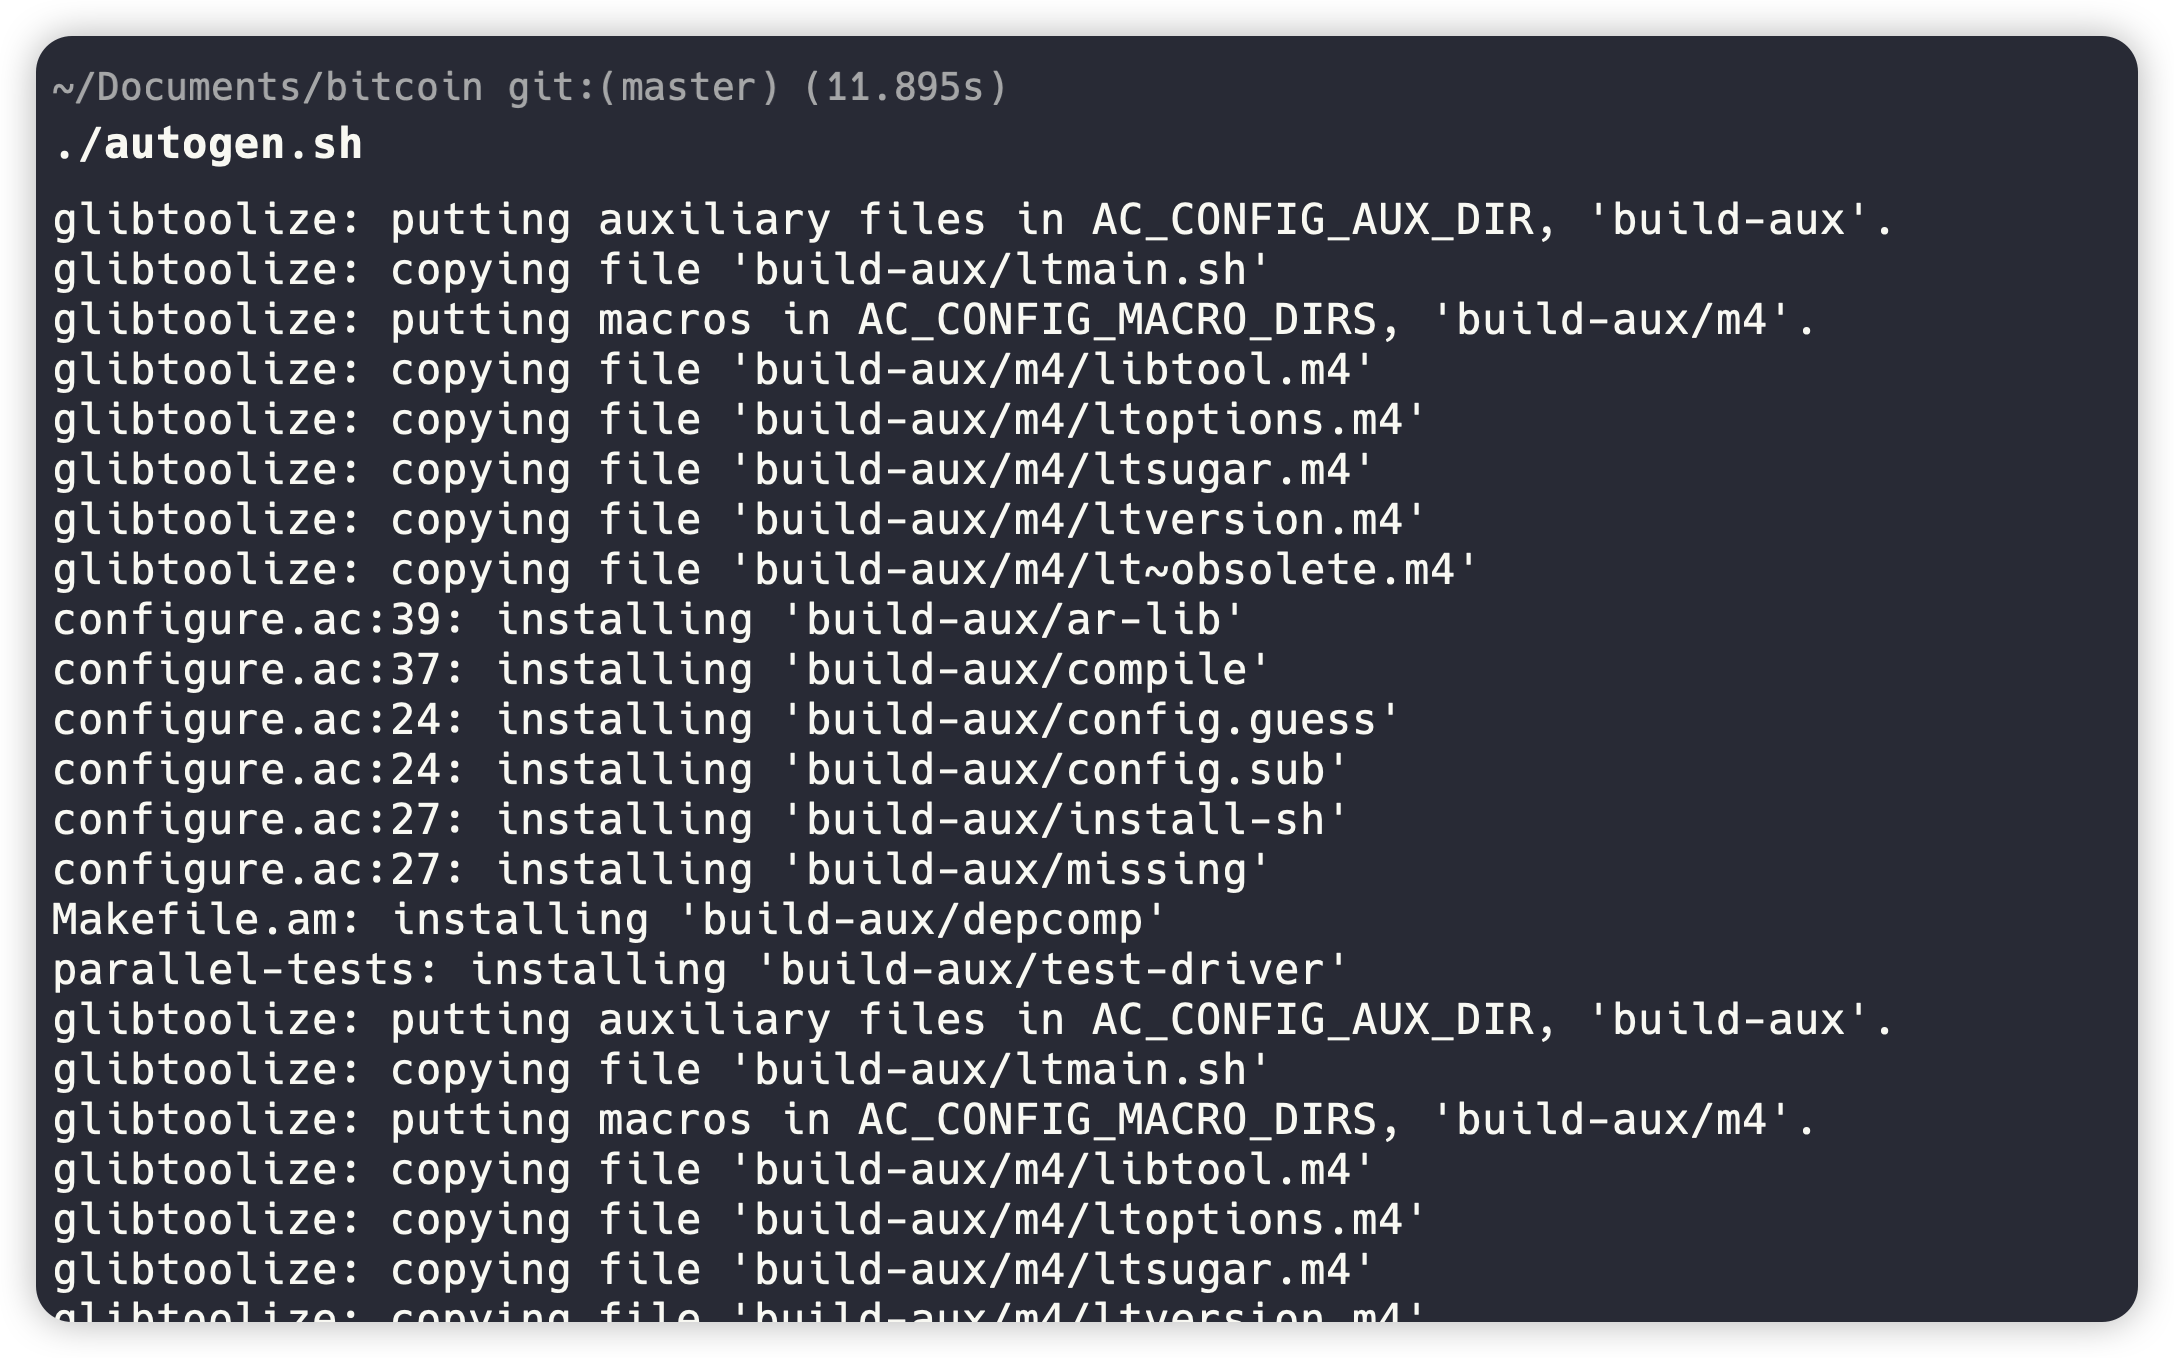 ~/Documents/bitcoin git:(master) (11.895s)
./autogen.sh
glibtoolize: putting auxiliary files in AC_CONFIG_AUX_DIR, 'build-aux'.
glibtoolize: copying file 'build-aux/ltmain.sh'
glibtoolize: putting macros in AC_CONFIG_MACRO_DIRS, 'build-aux/m4'.
glibtoolize: copying file 'build-aux/m4/libtool.m4'
glibtoolize: copying file 'build-aux/m4/ltoptions.m4'
glibtoolize: copying file 'build-aux/m4/ltsugar.m4'
glibtoolize: copying file 'build-aux/m4/ltversion.m4'
glibtoolize: copying file 'build-aux/m4/lt~obsolete.m4'
configure.ac:39: installing 'build-aux/ar-lib'
configure.ac:37: installing 'build-aux/compile'
configure.ac:24: installing 'build-aux/config.guess'
configure.ac:24: installing 'build-aux/config.sub'
configure.ac:27: installing 'build-aux/install-sh'
configure.ac:27: installing 'build-aux/missing'
Makefile.am: installing 'build-aux/depcomp'
parallel-tests: installing 'build-aux/test-driver'
glibtoolize: putting auxiliary files in AC_CONFIG_AUX_DIR, 'build-aux'.
glibtoolize: copying file 'build-aux/ltmain.sh'
glibtoolize: putting macros in AC_CONFIG_MACRO_DIRS, 'build-aux/m4'.
glibtoolize: copying file 'build-aux/m4/libtool.m4'
glibtoolize: copying file 'build-aux/m4/ltoptions.m4'
glibtoolize: copying file 'build-aux/m4/ltsugar.m4'
glibtoolize: copying file 'build-aux/m4/ltversion.m4'